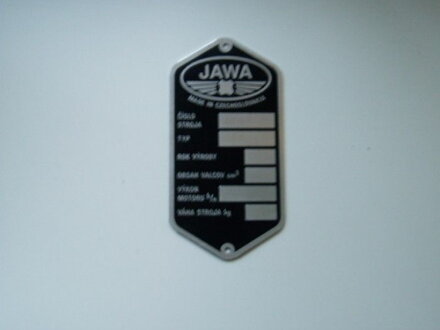 JAWA
MADE IN CZECHOSLOVAKIA
ČÍSLO
STROJA
TYP
ROK VÝROBY
OBSAH VALCOV cm³
VÝKON
MOTORU k/s
VÁHA STROJA kg